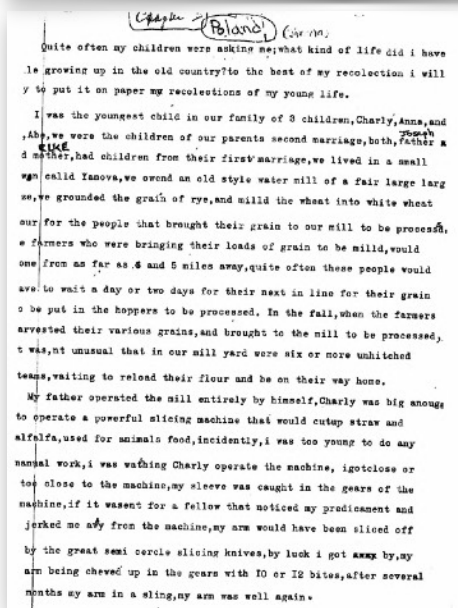 Chapter
Poland!
Quite often my children were asking me;what kind of life did i have
le growing up in the old country?to the best of my recolection i will
y to put it on paper my recolections of my young life.
I was the youngest child in our family of 3 children,Charly,Anna,and
,Abe,we were the children of our parents second marriage,both,father a
Joseph
RIKE
d mother,had children from their first marriage,we lived in a small
wn calld Yanova,we owend an old style water mill of a fair large larg
ze,we grounded the grain of rye,and milld the wheat into white wheat
our for the people that brought their grain to our mill to be processd,
e farmers who were bringing their loads of grain to be milld,would
ome from as far as 4 and 5 miles away,quite often these people would
ave to wait a day or two days for their next in line for their grain
o be put in the hoppers to be processed. In the fall,when the farmers
arvested their various grains,and brought to the mill to be processed,
t was,nt unusual that in our mill yard were six or more unhitched
teams,waiting to reload their flour and be on their way home.
My father operated the mill entirely by himself,Charly was big anouge
to operate a powerful slicing machine that would cutup straw and
alfalfa,used for animals food,incidently,i was too young to do any
manual work,i was wathing Charly operate the machine, igotclose or
too close to the machine,my sleeve was caught in the gears of the
machine,if it wasent for a fellow that noticed my predicament and
jerked me awy from the machine,my arm would have been sliced off
by the great semi cercle slicing knives,by luck i got by,my
arm being chewed up in the gears with 10 or 12 bites,after several
months my arm in a sling,my arm was well again.